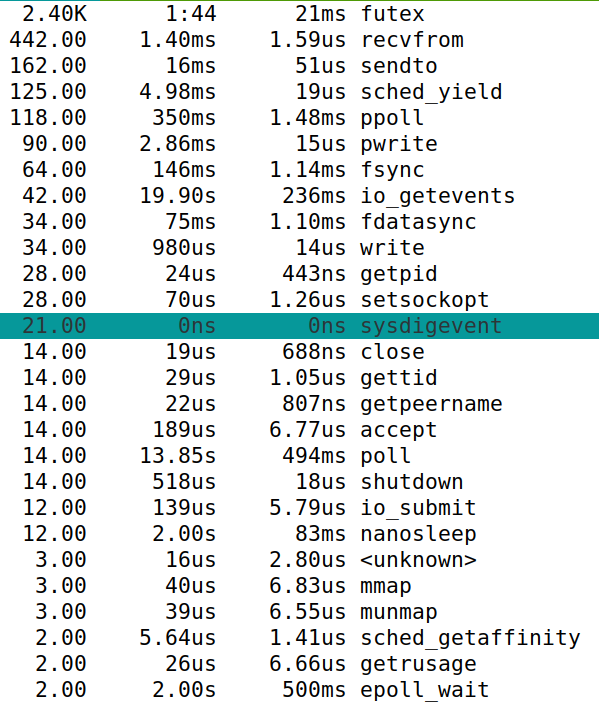 2.40K 1:44 21ms futex
442.00 1.40ms 1.59us recvfrom
162.00 16ms 51us sendto
125.00 4.98ms 19us sched_yield
118.00 350ms 1.48ms ppoll
90.00 2.86ms 15us pwrite
64.00 146ms 1.14ms fsync
42.00 19.90s 236ms io_getevents
34.00 75ms 1.10ms fdatasync
34.00 980us 14us write
28.00 24us 443ns getpid
28.00 70us 1.26us setsockopt
21.00 0ns 0ns sysdigevent
14.00 19us 688ns close
14.00 29us 1.05us gettid
14.00 22us 807ns getpeername
14.00 189us 6.77us accept
14.00 13.85s 494ms poll
14.00 518us 18us shutdown
12.00 139us 5.79us io_submit
12.00 2.00s 83ms nanosleep
3.00 16us 2.80us <unknown>
3.00 40us 6.83us mmap
3.00 39us 6.55us munmap
2.00 5.64us 1.41us sched_getaffinity
2.00 26us 6.66us getrusage
2.00 2.00s 500ms epoll_wait